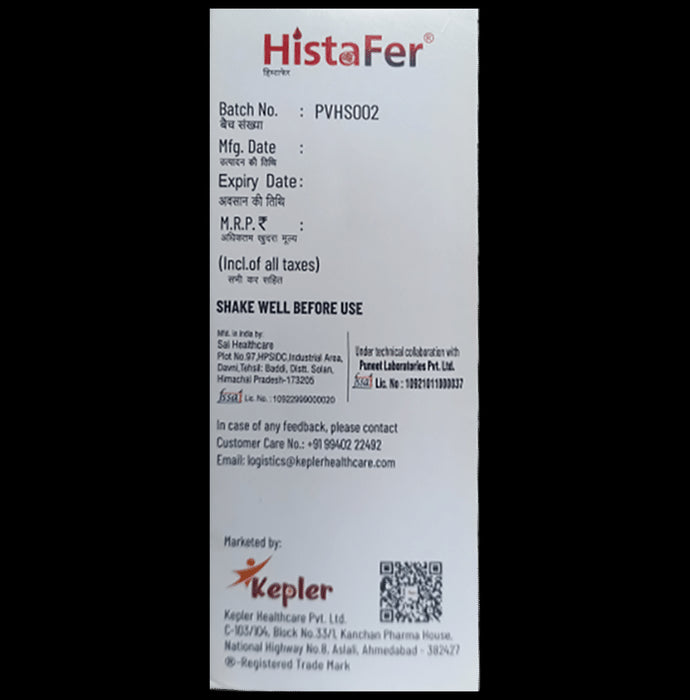 HistaFer®
हिस्टाफेर
Batch No. : PVHS002
बैच संख्या
Mfg. Date :
उत्पादन की तिथि
Expiry Date:
अवसान की तिथि
M.R.P.₹ :
अधिकतम खुदरा मूल्य
(Incl.of all taxes)
सभी कर सहित
SHAKE WELL BEFORE USE
Mfd. in India by:
Sai Healthcare
Plot No.97,HPSIDC,Industrial Area,
Davni,Tehsil: Baddi, Distt. Solan,
Himachal Pradesh-173205
fssai Lic. No. : 10922999000020
Under technical collaboration with
Puneet Laboratories Pvt. Ltd.
fssai Lic. No : 10921011000037
In case of any feedback, please contact
Customer Care No.: +91 99402 22492
Email: logistics@keplerhealthcare.com
Marketed by:
Kepler
Kepler Healthcare Pvt. Ltd.
C-103/104, Block No.33/1, Kanchan Pharma House,
National Highway No.8, Aslali, Ahmedabad - 382427
®-Registered Trade Mark